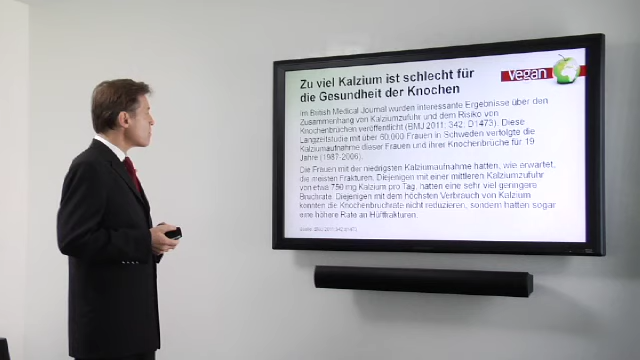 Zu viel Kalzium ist schlecht für
die Gesundheit der Knochen
Vegan
Im British Medical Journal wurden interessante Ergebnisse über den
Zusammenhang von Kalziumzufuhr und dem Risiko von
Knochenbrüchen veröffentlicht (BMJ 2011; 342: D1473). Diese
Langzeitstudie mit über 60.000 Frauen in Schweden verfolgte die
Kalziumaufnahme dieser Frauen und ihrer Knochenbrüche für 19
Jahre (1987-2006).
Die Frauen mit der niedrigsten Kalziumaufnahme hatten, wie erwartet,
die meisten Frakturen. Diejenigen mit einer mittleren Kalziumzufuhr
von etwa 750 mg Kalzium pro Tag, hatten eine sehr viel geringere
Bruchrate. Diejenigen mit dem höchsten Verbrauch von Kalzium
konnten die Knochenbruchrate nicht reduzieren, sondern hatten sogar
eine höhere Rate an Hüftfrakturen.